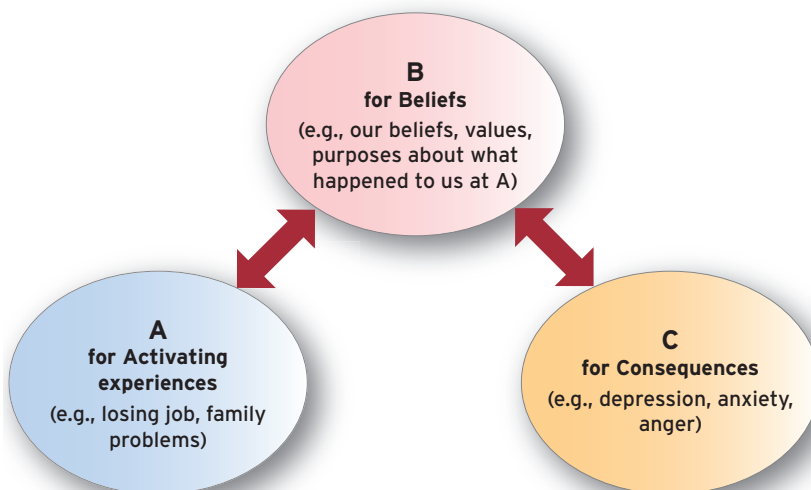 B
for Beliefs
(e.g., our beliefs, values,
purposes about what
happened to us at A)
A
for Activating
experiences
(e.g., losing job, family
problems)
C
for Consequences
(e.g., depression, anxiety,
anger)